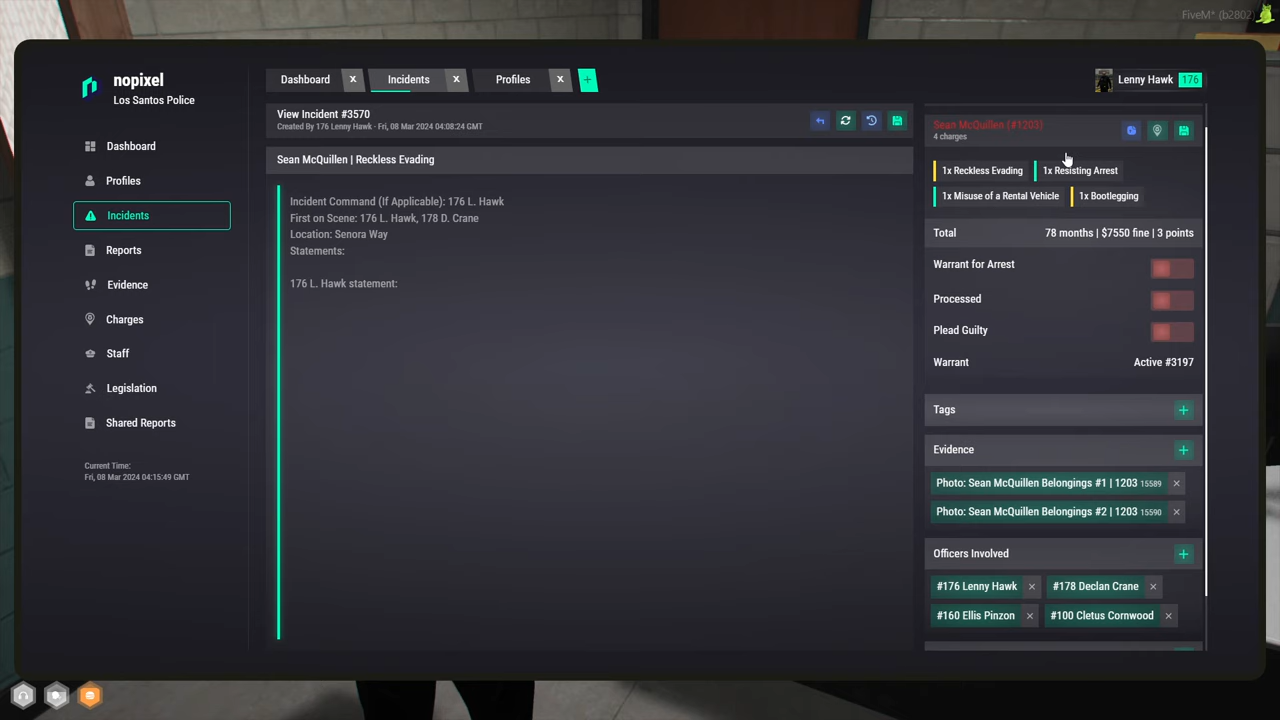 FiveM* (b2802)
nopixel
Los Santos Police
Dashboard x
Incidents x
Profiles x
+
Lenny Hawk 176
Dashboard
Profiles
Incidents
Reports
Evidence
Charges
Staff
Legislation
Shared Reports
Current Time:
Fri, 08 Mar 2024 04:15:49 GMT
View Incident #3570
Created By 176 Lenny Hawk - Fri, 08 Mar 2024 04:08:24 GMT
Sean McQuillen | Reckless Evading
Incident Command (If Applicable): 176 L. Hawk
First on Scene: 176 L. Hawk, 178 D. Crane
Location: Senora Way
Statements:
176 L. Hawk statement:
Sean McQuillen (#1203)
4 charges
1x Reckless Evading
1x Resisting Arrest
1x Misuse of a Rental Vehicle
1x Bootlegging
Total 78 months | $7550 fine | 3 points
Warrant for Arrest
Processed
Plead Guilty
Warrant Active #3197
Tags +
Evidence +
Photo: Sean McQuillen Belongings #1 | 1203 15589 ×
Photo: Sean McQuillen Belongings #2 | 1203 15590 ×
Officers Involved +
#176 Lenny Hawk ×
#178 Declan Crane ×
#160 Ellis Pinzon ×
#100 Cletus Cornwood ×